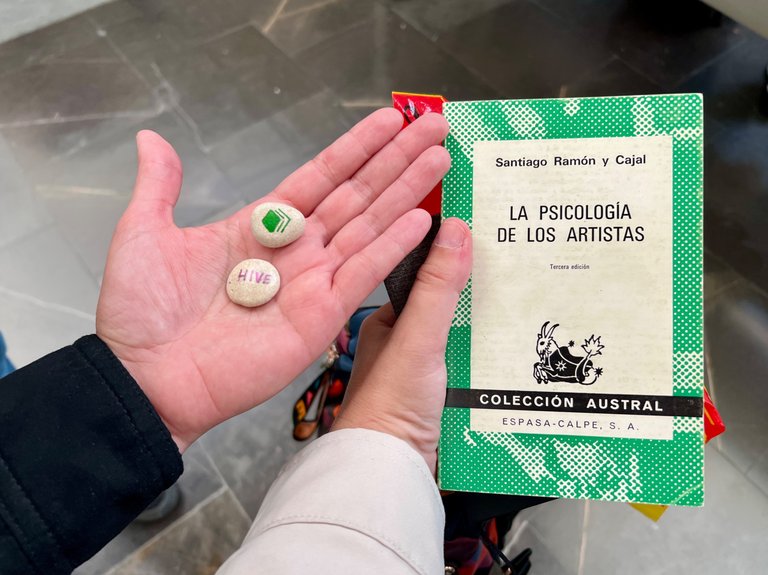 HIVE
Santiago Ramón y Cajal
LA PSICOLOGÍA
DE LOS ARTISTAS
Tercera edición
COLECCIÓN AUSTRAL
ESPASA-CALPE, S. A.